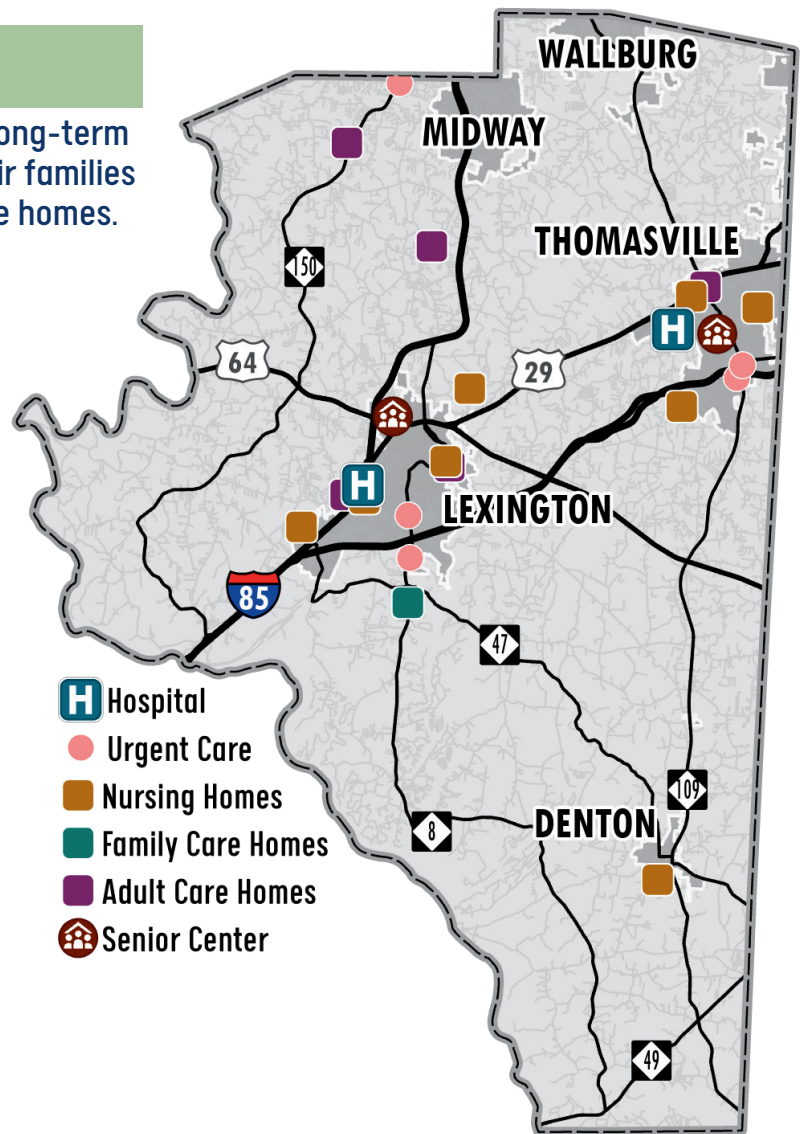 ong-term
ir families
e homes.
WALLBURG
MIDWAY
THOMASVILLE
150
64
29
H
H
LEXINGTON
85
47
H Hospital
Urgent Care
Nursing Homes
Family Care Homes
Adult Care Homes
Senior Center
109
8
DENTON
49